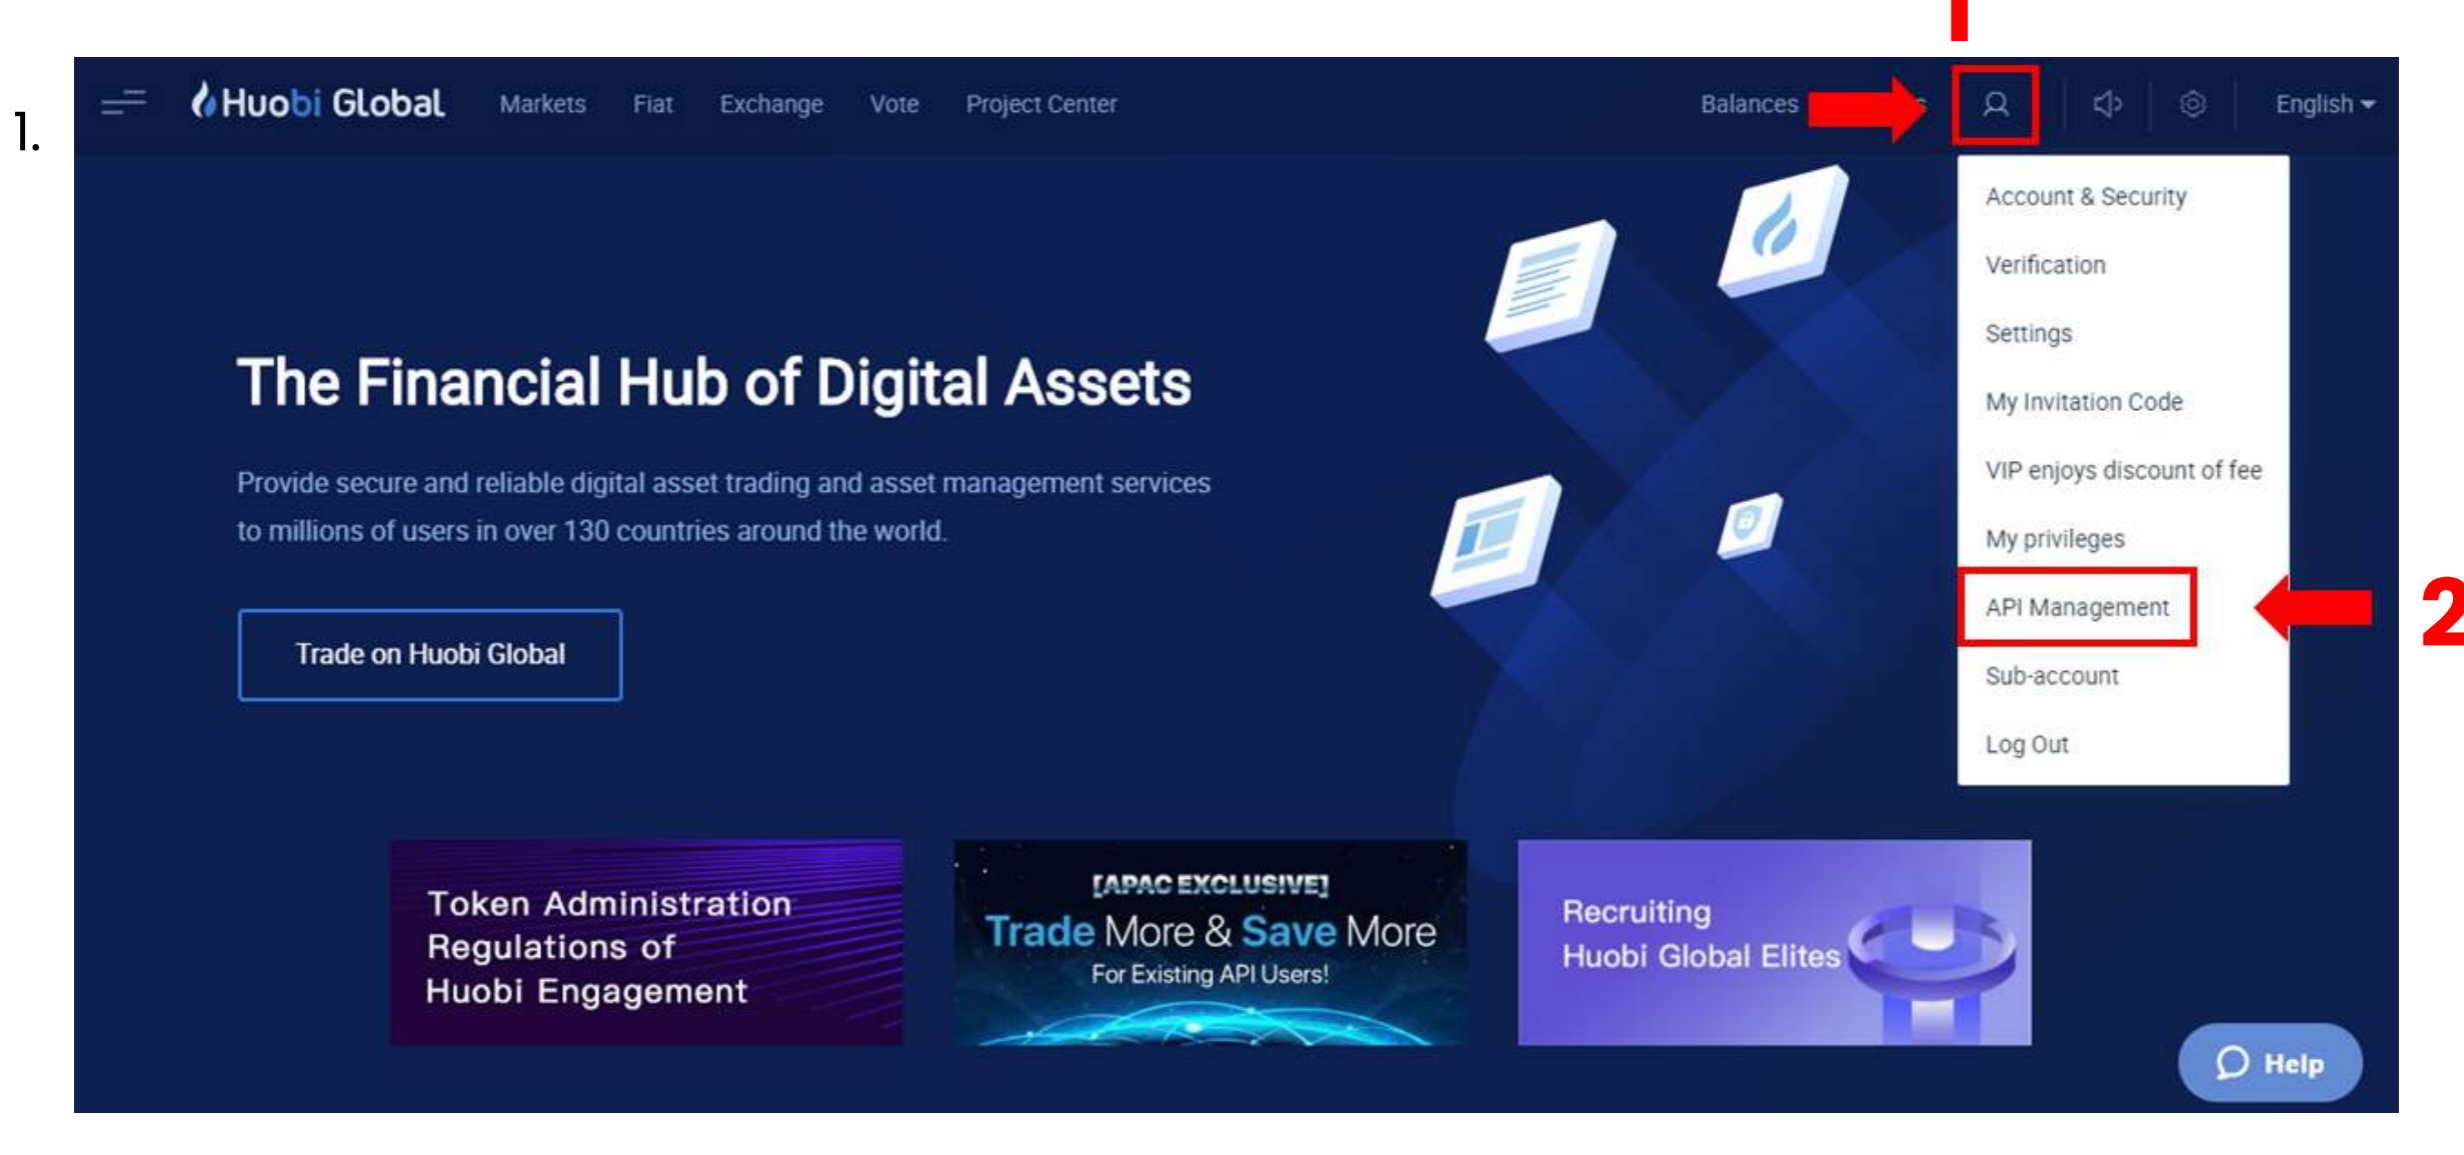 1.
Huobi Global
Markets
Fiat
Exchange
Vote
Project Center
Balances
English
Account & Security
Verification
Settings
My Invitation Code
VIP enjoys discount of fee
My privileges
API Management
2
Sub-account
Log Out
The Financial Hub of Digital Assets
Provide secure and reliable digital asset trading and asset management services
to millions of users in over 130 countries around the world.
Trade on Huobi Global
Token Administration
Regulations of
Huobi Engagement
[APAC EXCLUSIVE]
Trade More & Save More
For Existing API Users!
Recruiting
Huobi Global Elites
Help